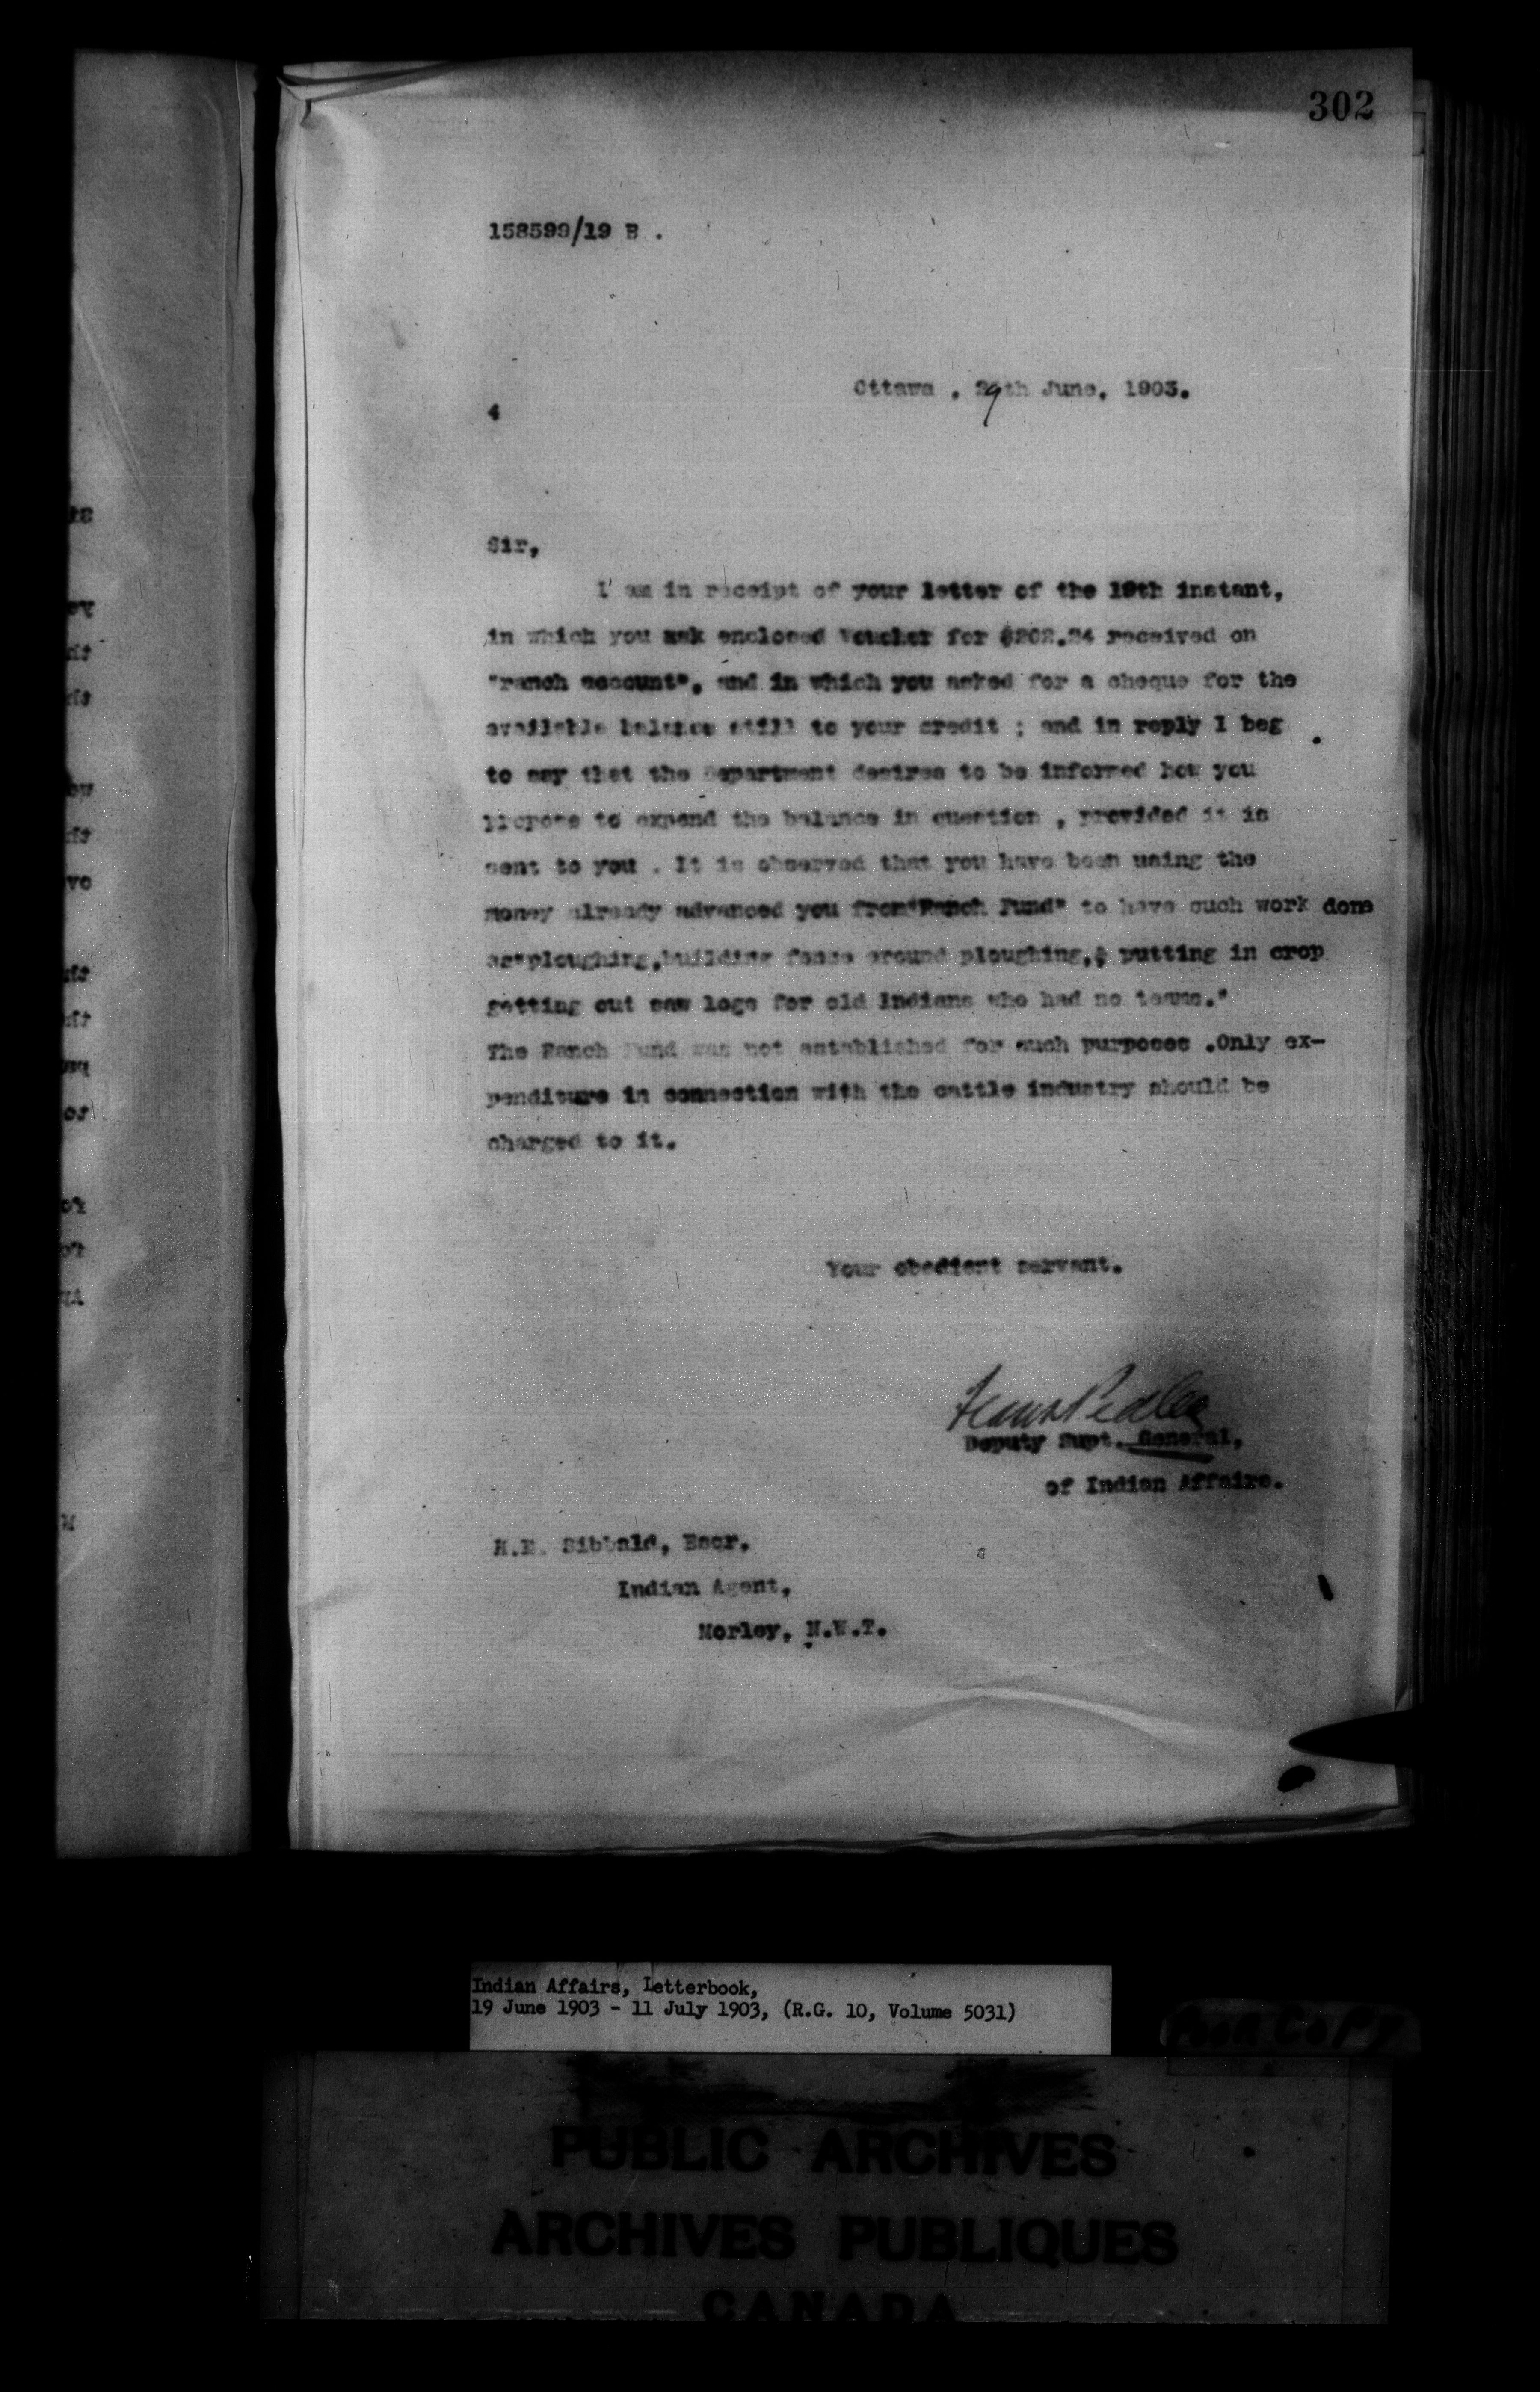 302
158599/19 B .
Ottawa , 29th June, 1903.
4
Sir,
I am in receipt of your letter of the 19th instant,
in which you ask enclosed Voucher for $202.24 received on
"ranch account", and in which you asked for a cheque for the
available balance still to your credit ; and in reply I beg
to say that the Department desires to be informed how you
propose to expend the balance in question , provided it is
sent to you . It is observed that you have been using the
money already advanced you from"Ranch Fund" to have such work done
as"ploughing,building fence around ploughing,& putting in crop
getting out saw logs for old Indians who had no teams."
The Ranch Fund was not established for such purposes .Only ex-
penditure in connection with the cattle industry should be
charged to it.
Your obedient servant.
Frank Pedley
Deputy Supt. General,
of Indian Affairs.
H.E. Sibbald, Esqr.
Indian Agent,
Morley, N.W.T.
Indian Affairs, Letterbook,
19 June 1903 - 11 July 1903, (R.G. 10, Volume 5031)
POOR COPY
PUBLIC ARCHIVES
ARCHIVES PUBLIQUES
CANADA